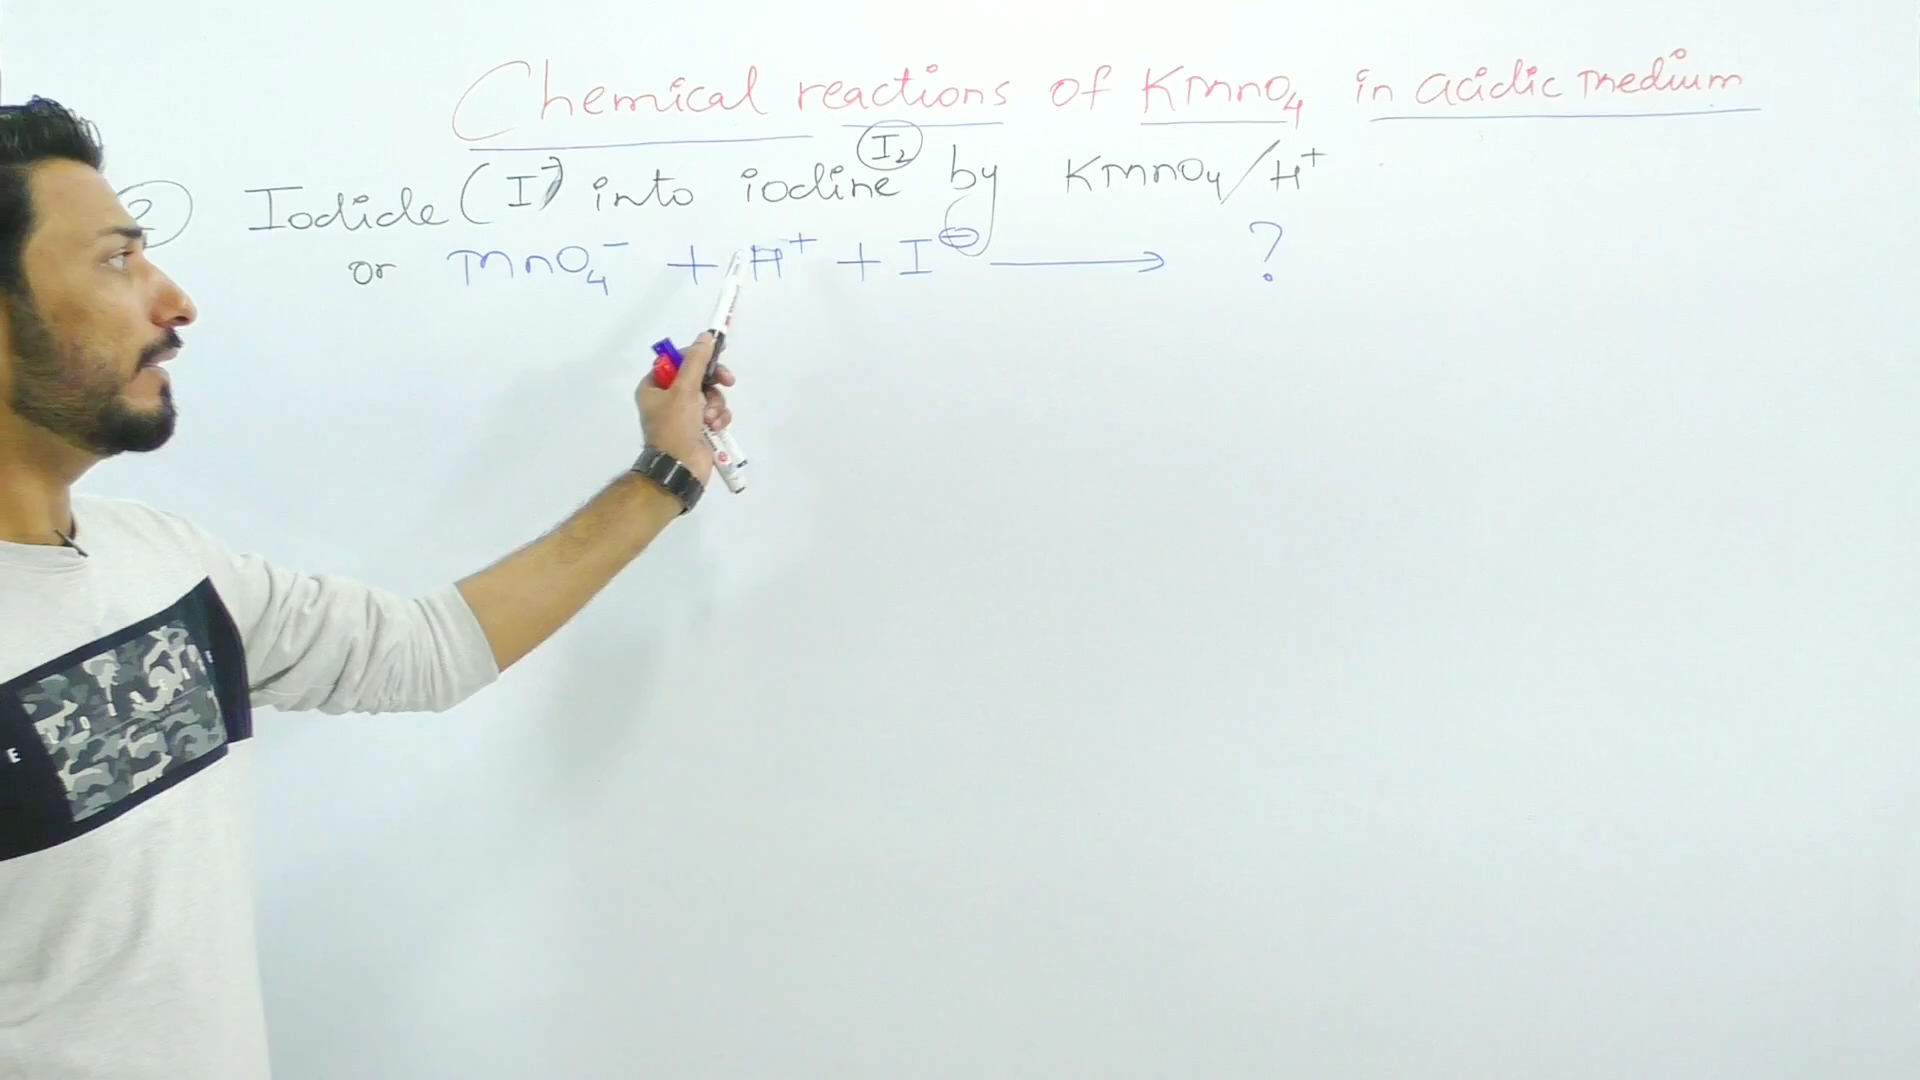 Chemical reactions of KMnO4 in acidic medium
2) Iodide (I-) into iodine I2 by KMnO4/H+
or MnO4- + H+ + I- ⟶ ?